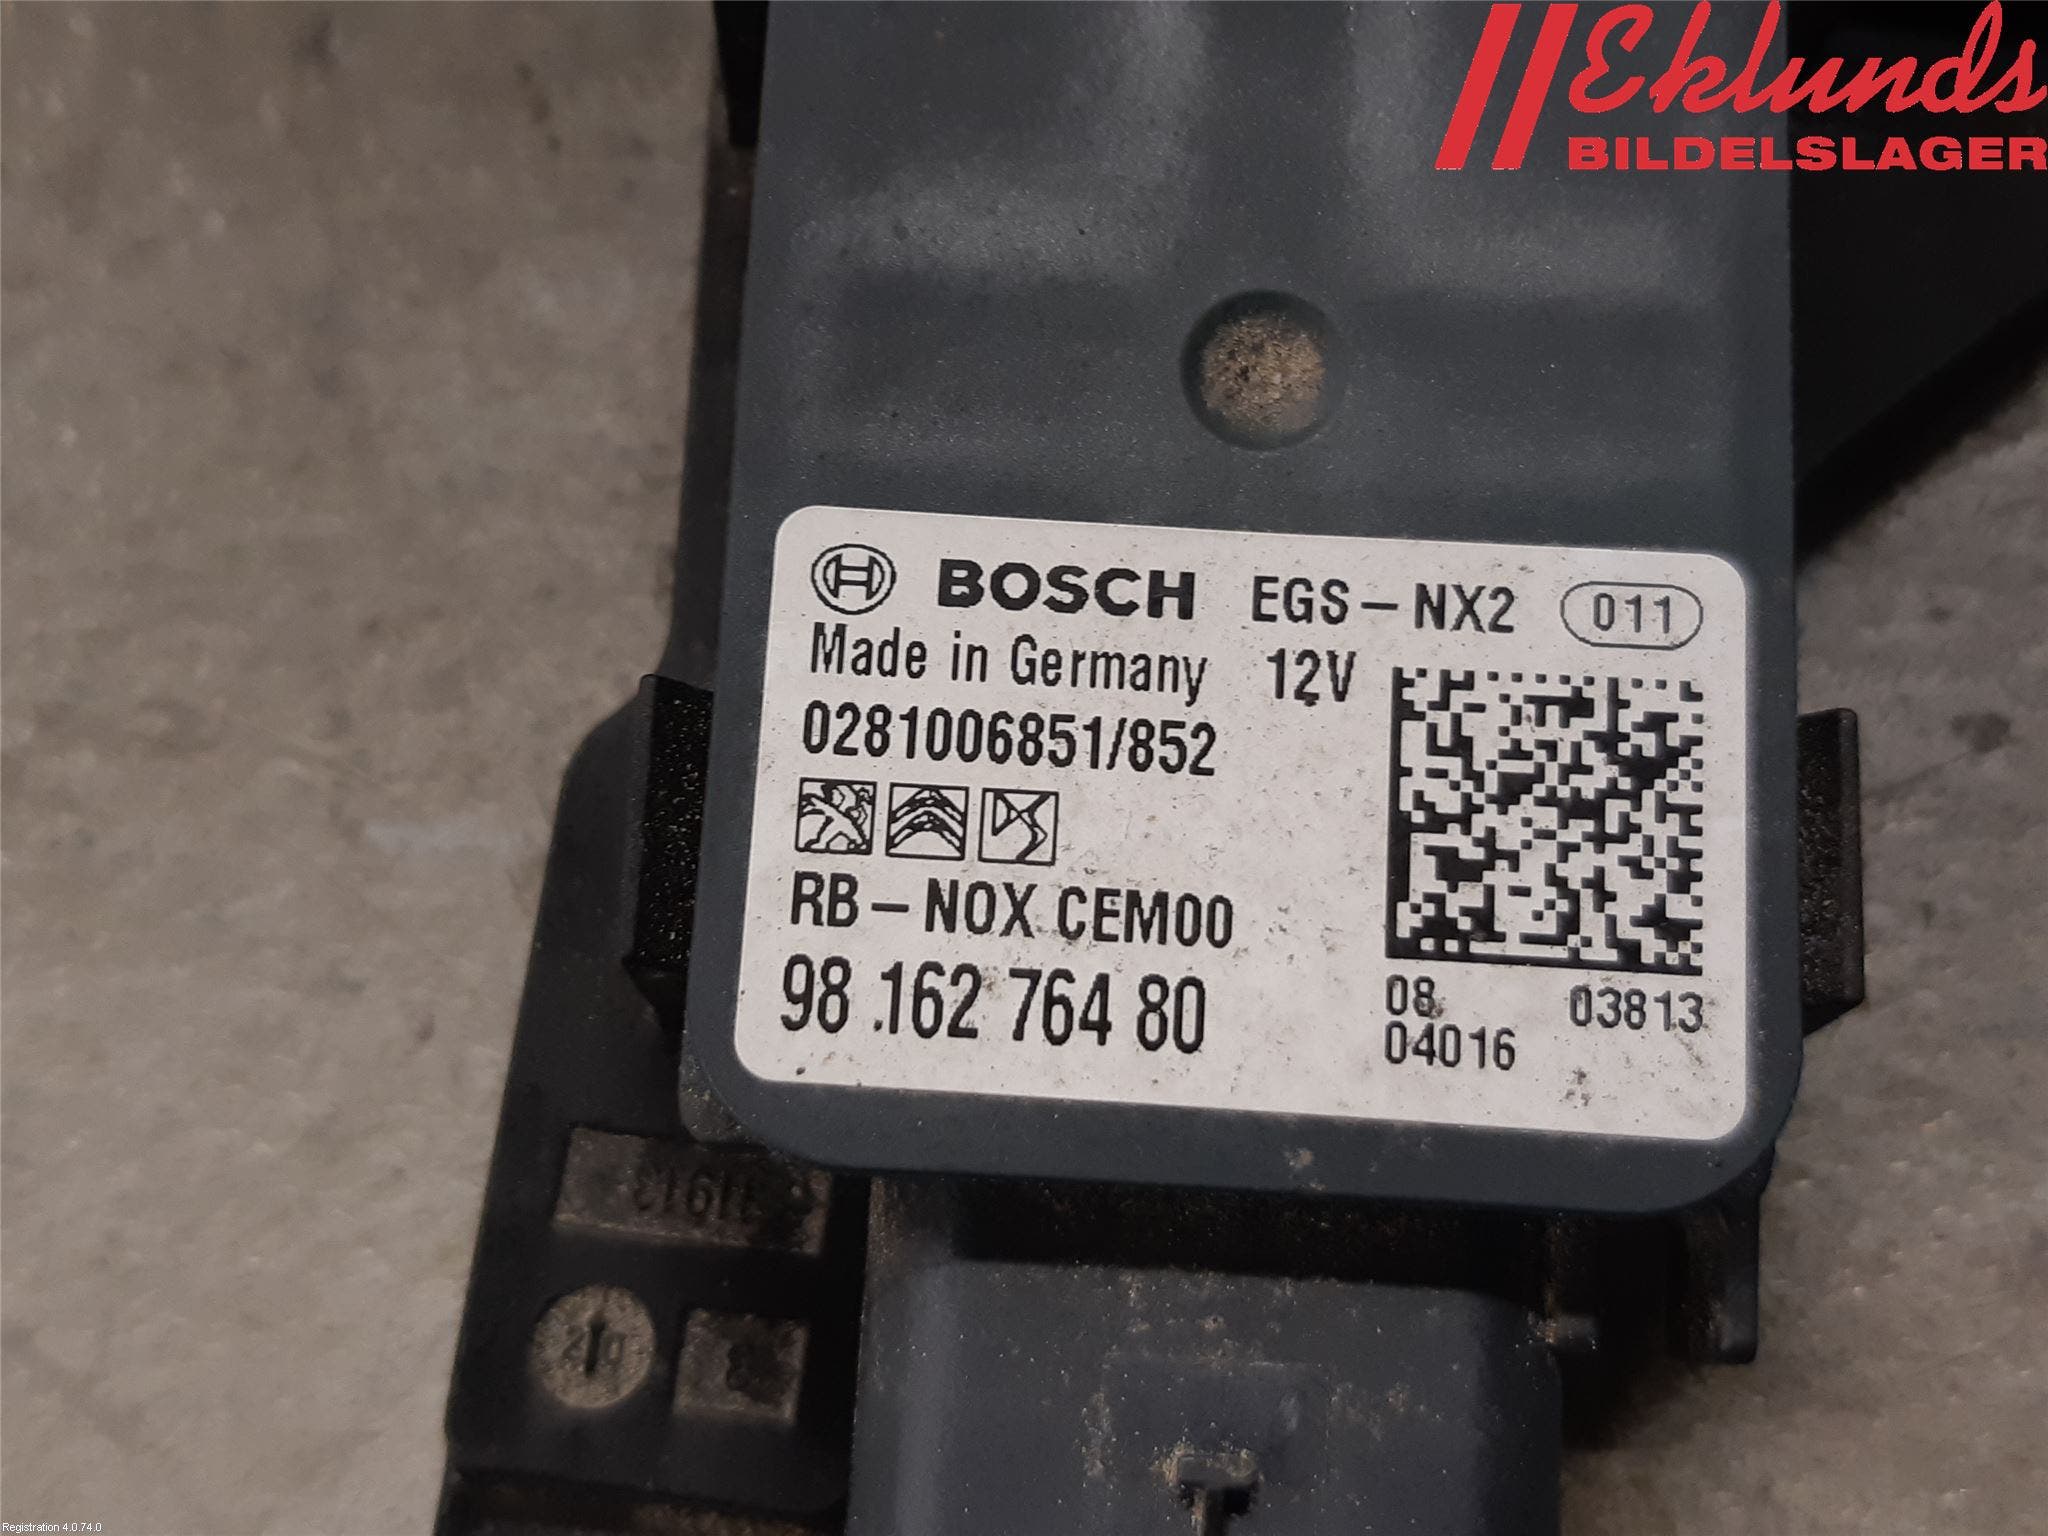 Eklunds
BILDELSLAGER
BOSCH EGS-NX2 011
Made in Germany 12V
0281006851/852
RB-NOX CEM00
98 162 764 80
08 03813
04016
Registration 4.0.74.0